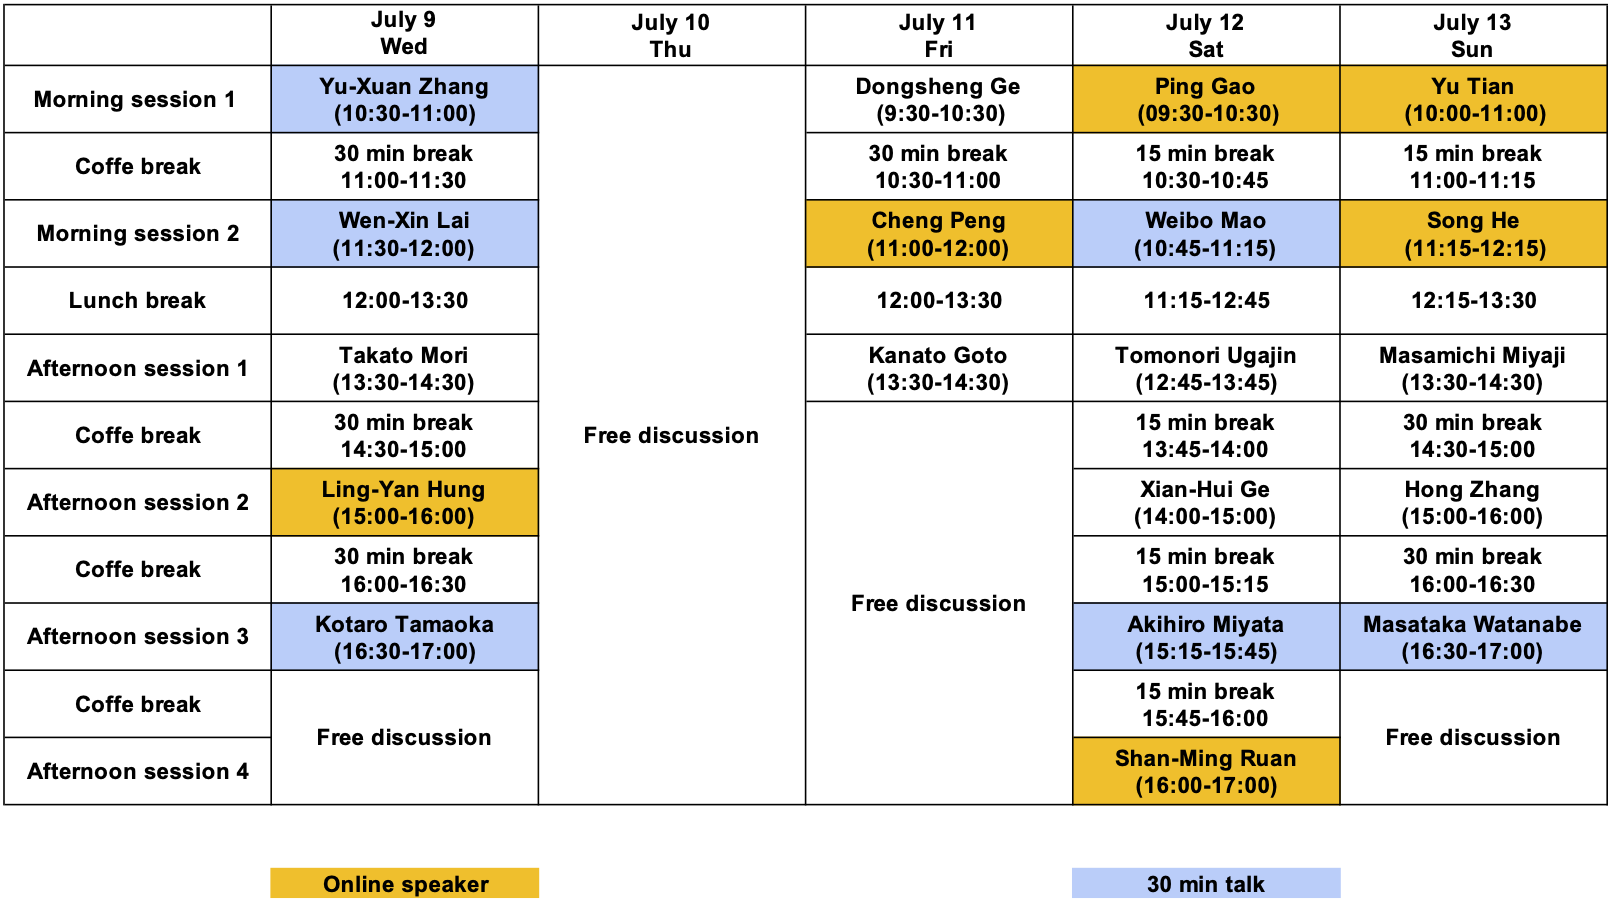 July 9
Wed
July 10
Thu
July 11
Fri
July 12
Sat
July 13
Sun
Morning session 1
Yu-Xuan Zhang
(10:30-11:00)
Dongsheng Ge
(9:30-10:30)
Ping Gao
(09:30-10:30)
Yu Tian
(10:00-11:00)
Coffe break
30 min break
11:00-11:30
30 min break
10:30-11:00
15 min break
10:30-10:45
15 min break
11:00-11:15
Morning session 2
Wen-Xin Lai
(11:30-12:00)
Cheng Peng
(11:00-12:00)
Weibo Mao
(10:45-11:15)
Song He
(11:15-12:15)
Lunch break
12:00-13:30
12:00-13:30
11:15-12:45
12:15-13:30
Afternoon session 1
Takato Mori
(13:30-14:30)
Kanato Goto
(13:30-14:30)
Tomonori Ugajin
(12:45-13:45)
Masamichi Miyaji
(13:30-14:30)
Coffe break
30 min break
14:30-15:00
Free discussion
15 min break
13:45-14:00
30 min break
14:30-15:00
Afternoon session 2
Ling-Yan Hung
(15:00-16:00)
Xian-Hui Ge
(14:00-15:00)
Hong Zhang
(15:00-16:00)
Coffe break
30 min break
16:00-16:30
Free discussion
15 min break
15:00-15:15
30 min break
16:00-16:30
Afternoon session 3
Kotaro Tamaoka
(16:30-17:00)
Akihiro Miyata
(15:15-15:45)
Masataka Watanabe
(16:30-17:00)
Coffe break
Free discussion
15 min break
15:45-16:00
Free discussion
Afternoon session 4
Shan-Ming Ruan
(16:00-17:00)
Online speaker
30 min talk